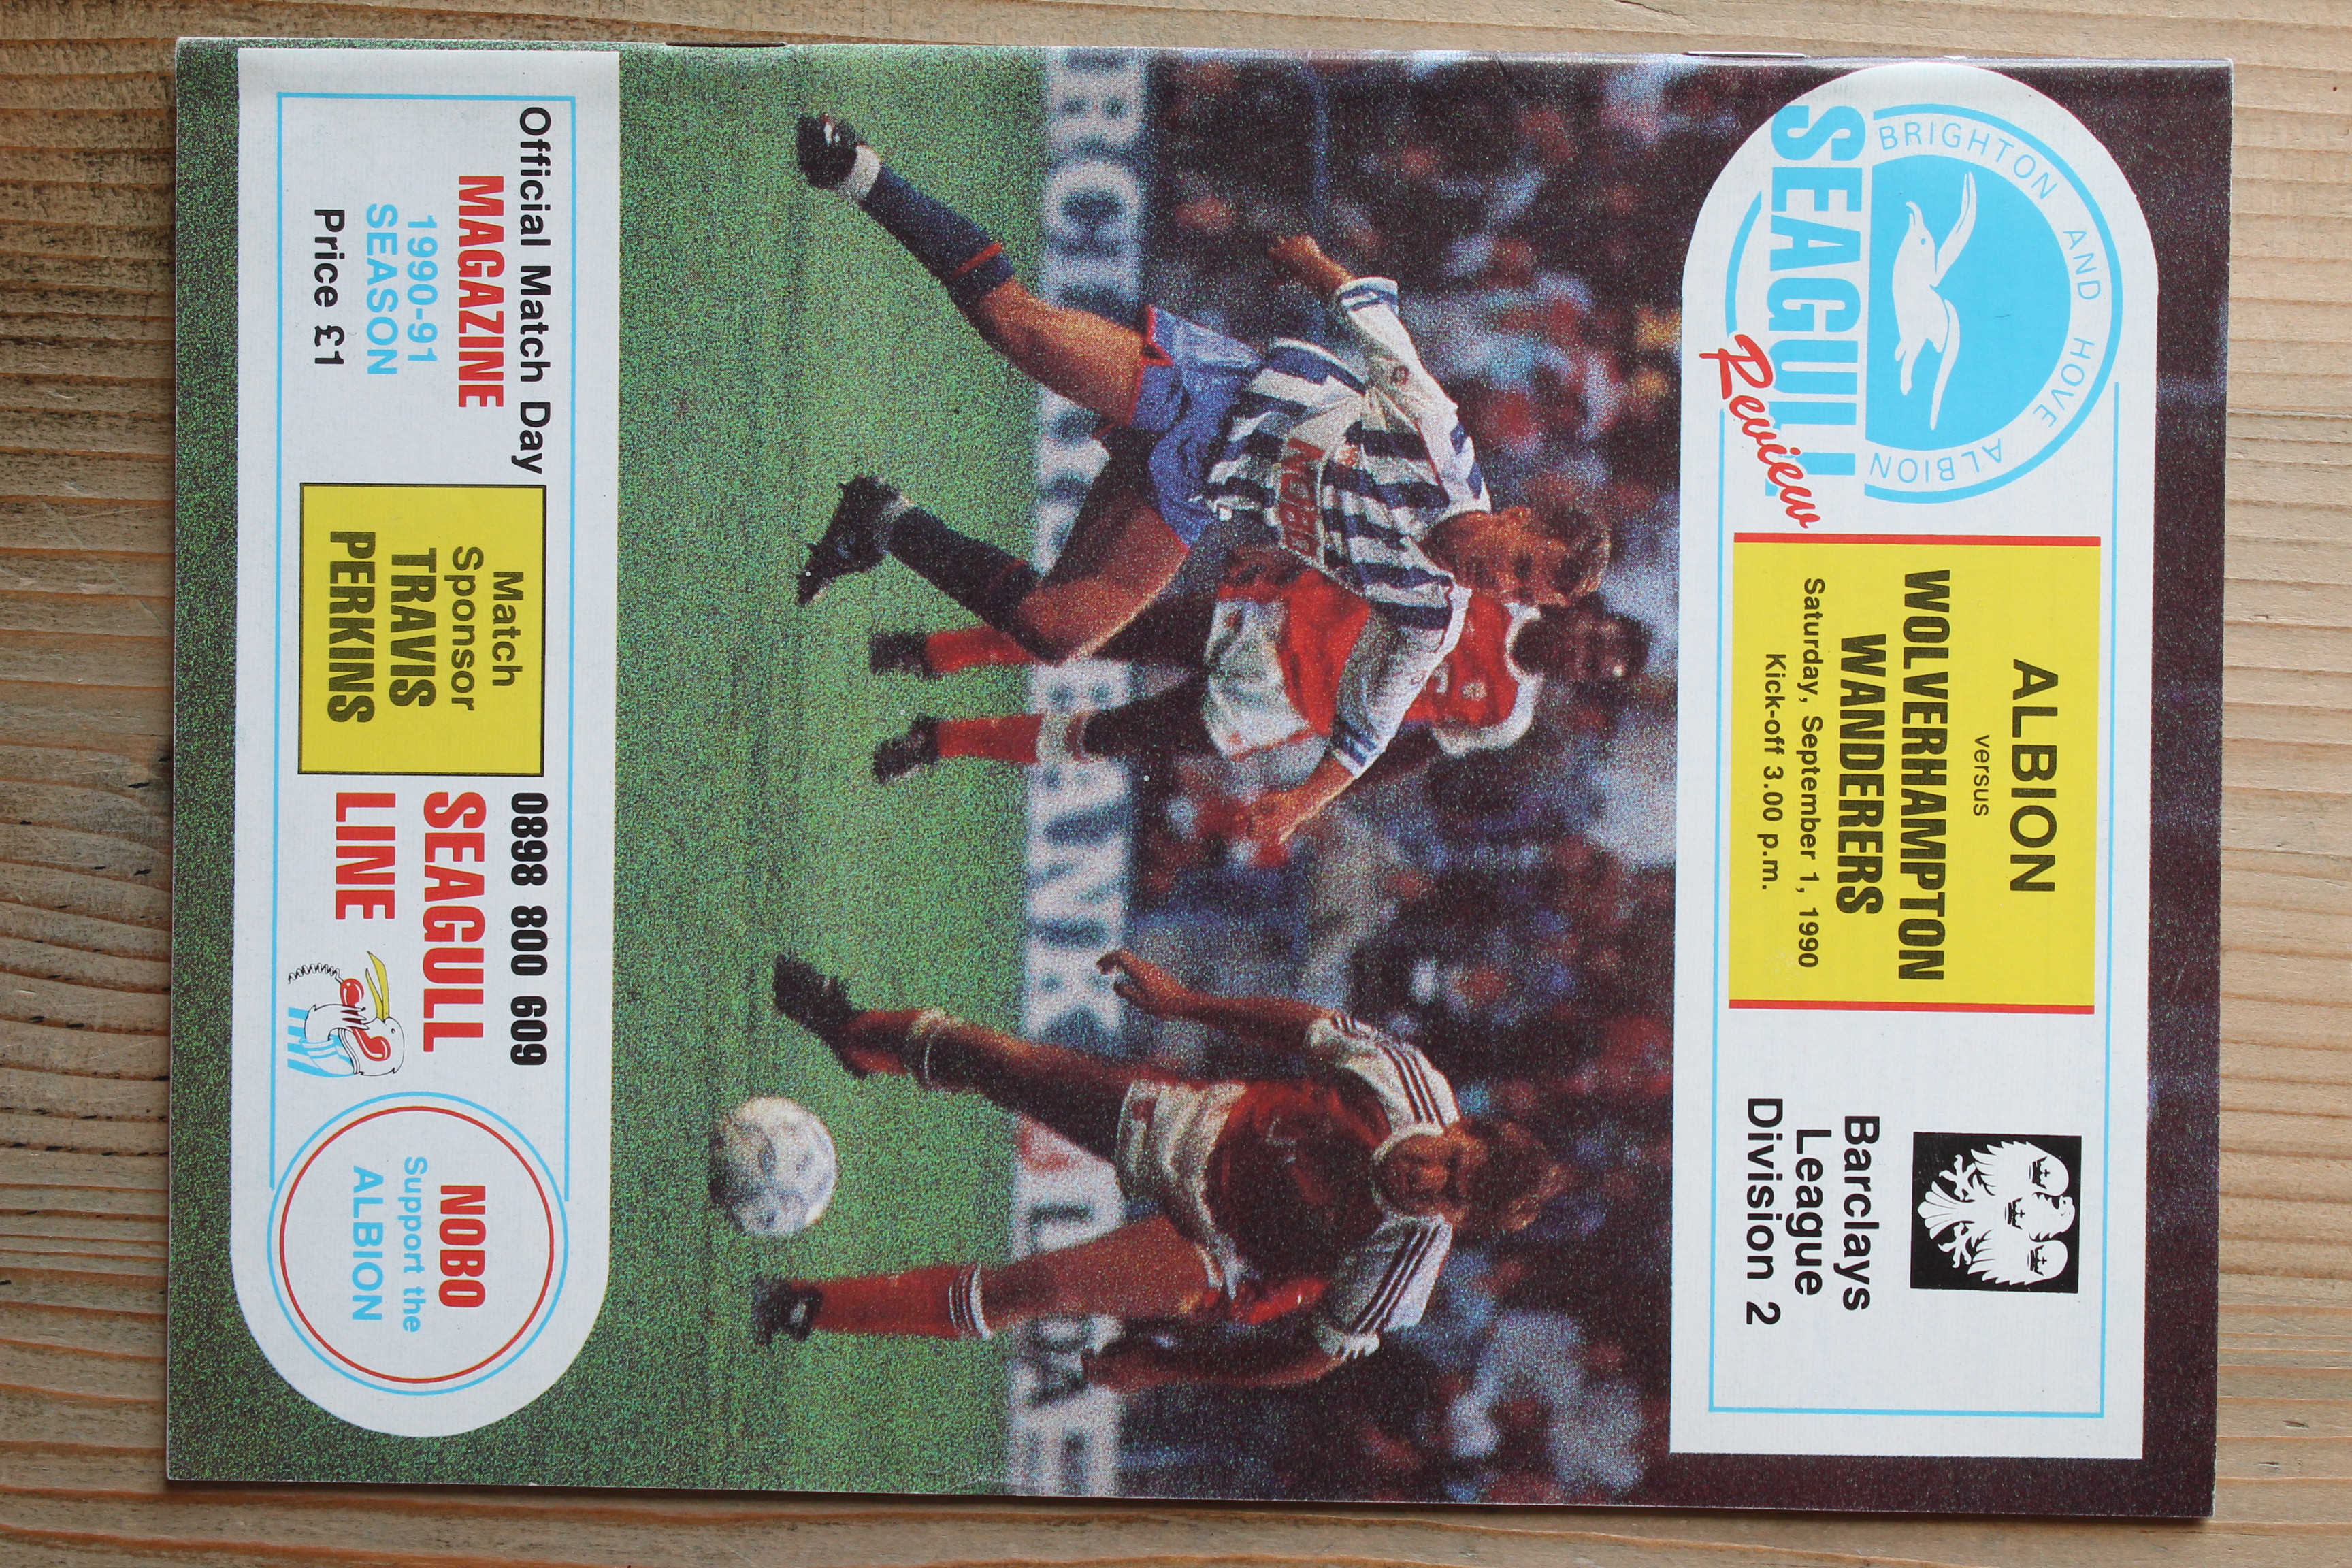 BRIGHTON AND HOVE ALBION
SEAGULL
Review
ALBION
versus
WOLVERHAMPTON
WANDERERS
Saturday, September 1, 1990
Kick-off 3.00 p.m.
Barclays
League
Division 2
NOBO
BANK
Official Match Day
MAGAZINE
1990-91
SEASON
Price £1
Match
Sponsor
TRAVIS
PERKINS
0898 800 609
SEAGULL
LINE
NOBO
Support the
ALBION